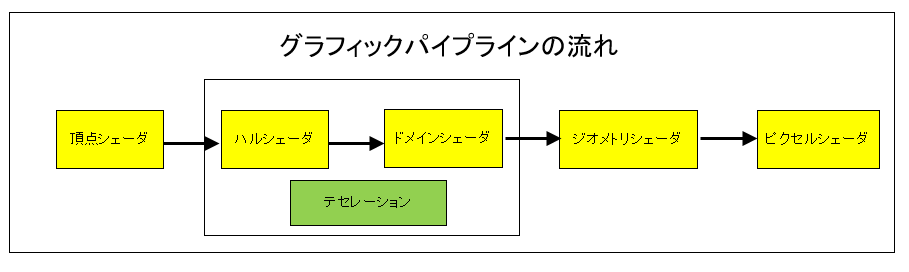 グラフィックパイプラインの流れ
頂点シェーダ
ハルシェーダ
ドメインシェーダ
ジオメトリシェーダ
ピクセルシェーダ
テセレーション